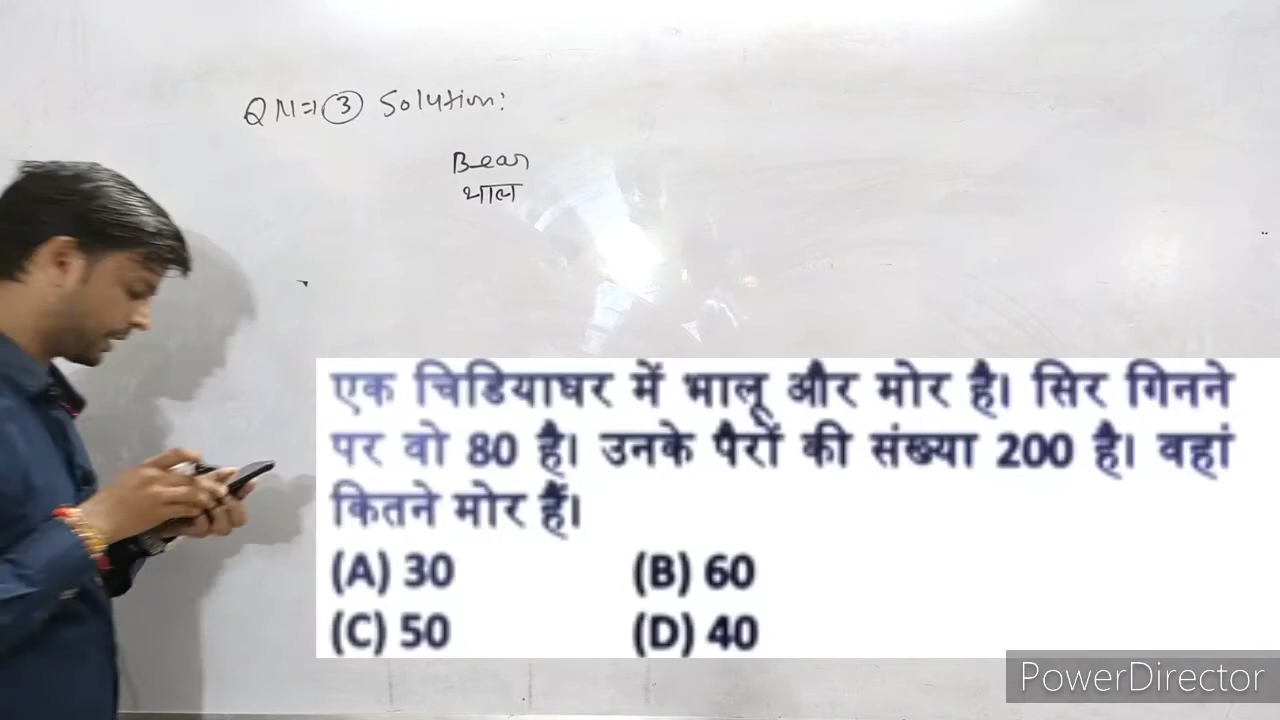 QN=③ Solution:
Bear
भाल
एक चिडियाघर में भालू और मोर है। सिर गिनने
पर वो 80 है। उनके पैरों की संख्या 200 है। वहां
कितने मोर हैं।
(A) 30 (B) 60
(C) 50 (D) 40
PowerDirector